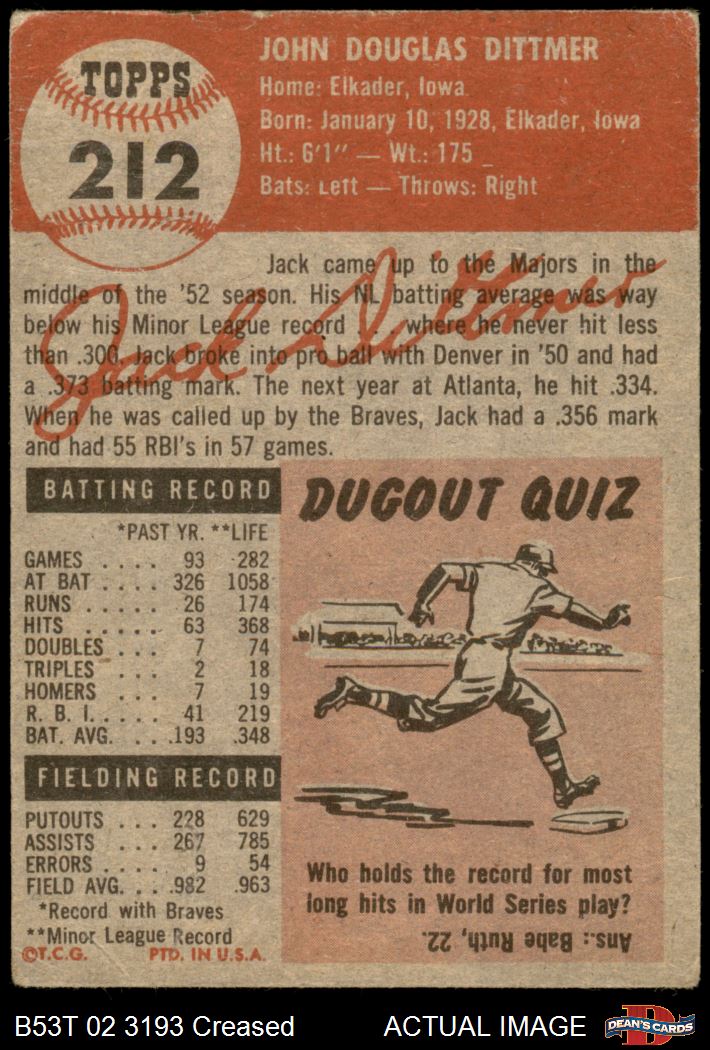 TOPPS
212
JOHN DOUGLAS DITTMER
Home: Elkader, Iowa
Born: January 10, 1928, Elkader, Iowa
Ht.: 6'1" — Wt.: 175
Bats: Left — Throws: Right
Jack came up to the Majors in the
middle of the '52 season. His NL batting average was way
below his Minor League record . . . where he never hit less
than .300. Jack broke into pro ball with Denver in '50 and had
a .373 batting mark. The next year at Atlanta, he hit .334.
When he was called up by the Braves, Jack had a .356 mark
and had 55 RBI's in 57 games.
Jack Dittmer
BATTING RECORD
*PAST YR. **LIFE
GAMES . . . . 93 282
AT BAT . . . . 326 1058
RUNS . . . . . 26 174
HITS . . . . . 63 368
DOUBLES . . . 7 74
TRIPLES . . . 2 18
HOMERS . . . 7 19
R. B. I. . . . . 41 219
BAT. AVG. . . .193 .348
FIELDING RECORD
PUTOUTS . . . 228 629
ASSISTS . . . 267 785
ERRORS . . . . 9 54
FIELD AVG. . . .982 .963
*Record with Braves
**Minor League Record
©T.C.G. PTD. IN U.S.A.
DUGOUT QUIZ
Who holds the record for most
long hits in World Series play?
Ans.: Babe Ruth, 22.
B53T 02 3193 Creased
ACTUAL IMAGE
DEAN'S CARDS